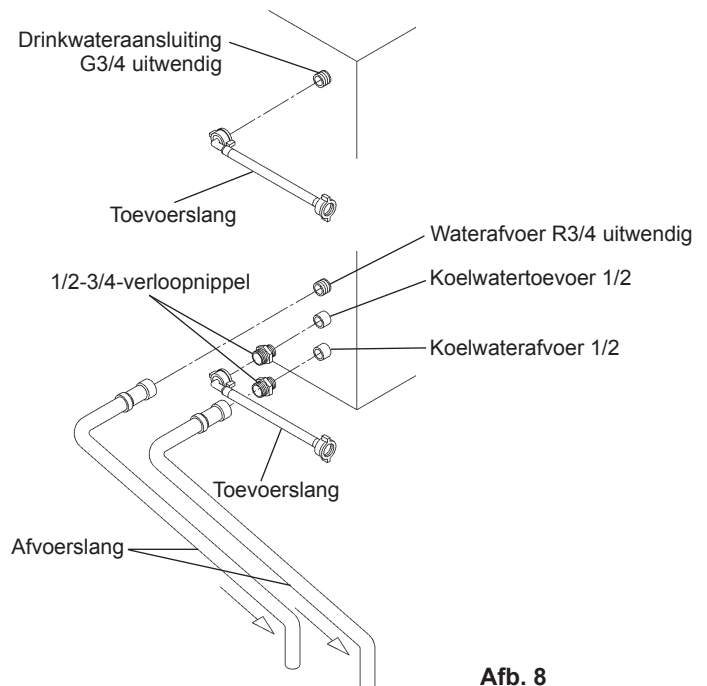 Drinkwateraansluiting
G3/4 uitwendig
Toevoerslang
Waterafvoer R3/4 uitwendig
1/2-3/4-verloopnippel
Koelwatertoevoer 1/2
Koelwaterafvoer 1/2
Toevoerslang
Afvoerslang
Afb. 8